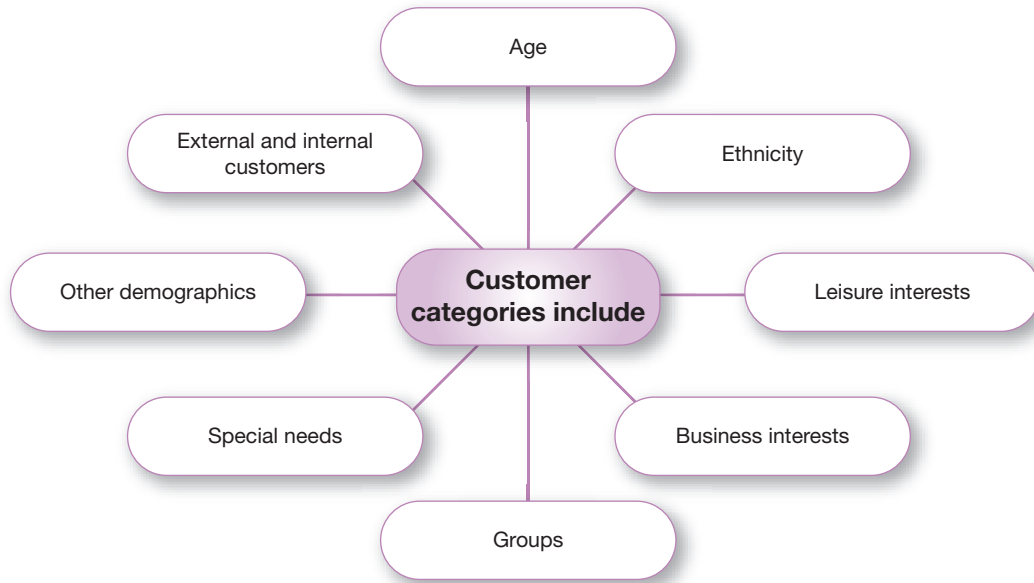 Age
External and internal
customers
Ethnicity
Other demographics
Customer
categories include
Leisure interests
Special needs
Business interests
Groups